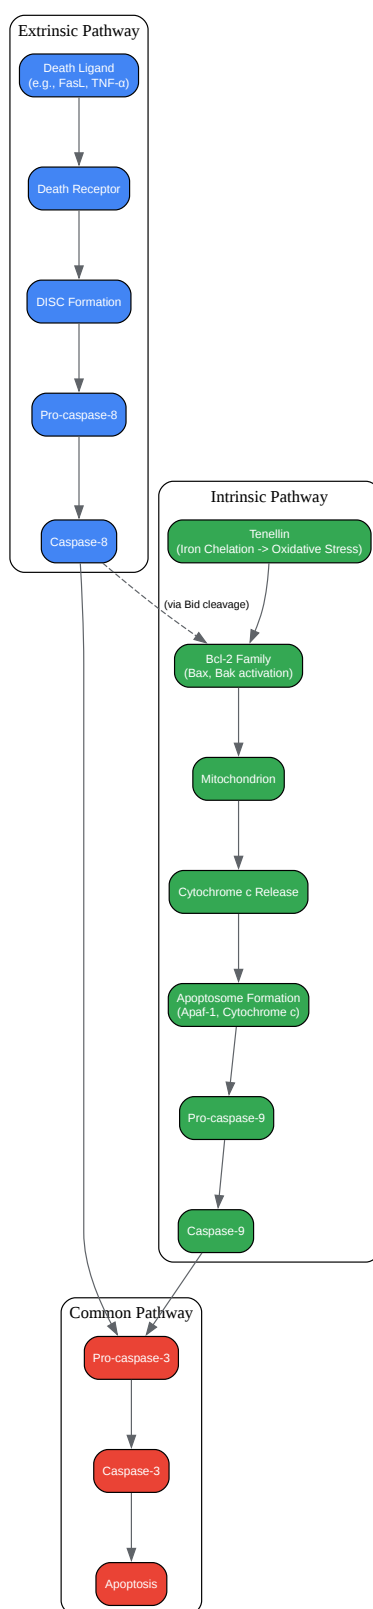 Extrinsic Pathway
Death Ligand
(e.g., FasL, TNF-α)
Death Receptor
DISC Formation
Pro-caspase-8
Caspase-8
Intrinsic Pathway
Tenellin
(Iron Chelation -> Oxidative Stress)
(via Bid cleavage)
Bcl-2 Family
(Bax, Bak activation)
Mitochondrion
Cytochrome c Release
Apoptosome Formation
(Apaf-1, Cytochrome c)
Pro-caspase-9
Caspase-9
Common Pathway
Pro-caspase-3
Caspase-3
Apoptosis